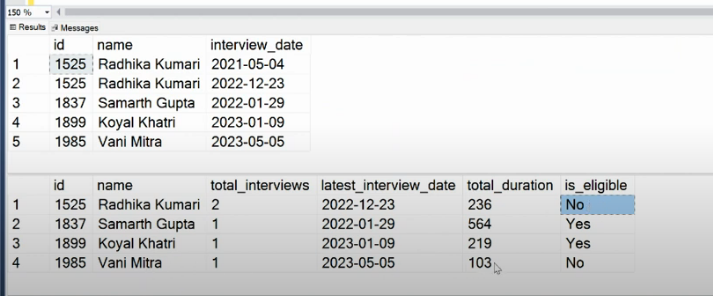 150 %
Results Messages
id name interview_date
1 1525 Radhika Kumari 2021-05-04
2 1525 Radhika Kumari 2022-12-23
3 1837 Samarth Gupta 2022-01-29
4 1899 Koyal Khatri 2023-01-09
5 1985 Vani Mitra 2023-05-05
id name total_interviews latest_interview_date total_duration is_eligible
1 1525 Radhika Kumari 2 2022-12-23 236 No
2 1837 Samarth Gupta 1 2022-01-29 564 Yes
3 1899 Koyal Khatri 1 2023-01-09 219 Yes
4 1985 Vani Mitra 1 2023-05-05 103 No